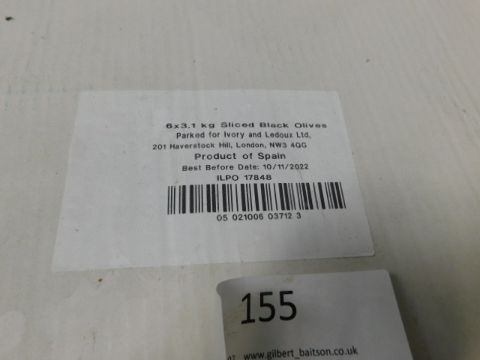 6x3.1 kg Sliced Black Olives
Parked for Ivory and Ledoux Ltd,
201 Haverstock Hill, London, NW3 4QG
Product of Spain
Best Before Date: 10/11/2022
ILPO 17848
05 021006 03712 3
155
www.gilbert_baitson.co.uk